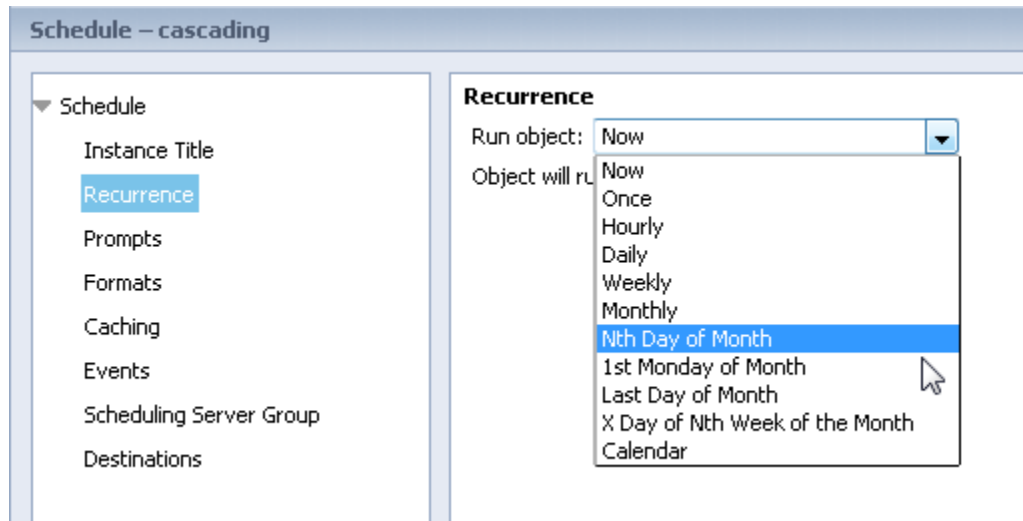 Schedule – cascading
Schedule
Instance Title
Recurrence
Prompts
Formats
Caching
Events
Scheduling Server Group
Destinations
Recurrence
Run object: Now
Object will
Now
Once
Hourly
Daily
Weekly
Monthly
Nth Day of Month
1st Monday of Month
Last Day of Month
X Day of Nth Week of the Month
Calendar